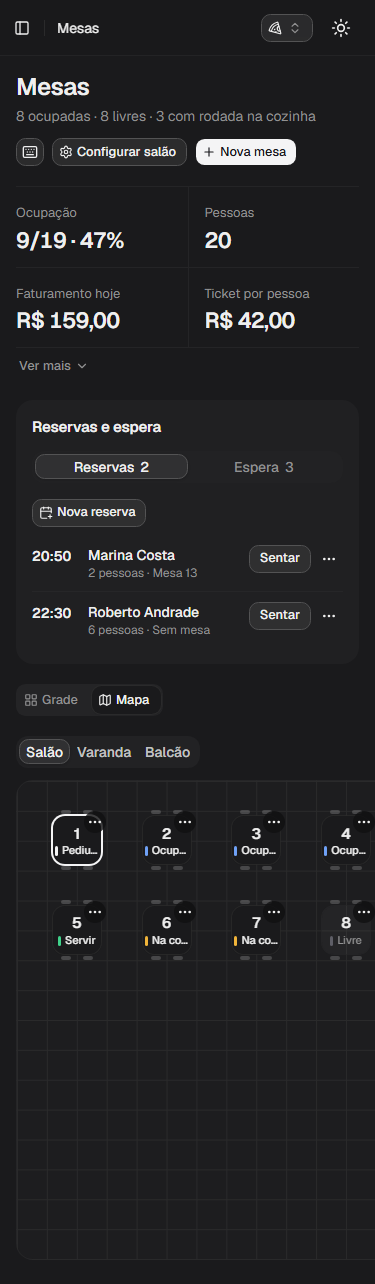 Mesas
Mesas
8 ocupadas · 8 livres · 3 com rodada na cozinha
Configurar salão
Nova mesa
Ocupação
9/19 · 47%
Pessoas
20
Faturamento hoje
R$ 159,00
Ticket por pessoa
R$ 42,00
Ver mais
Reservas e espera
Reservas 2
Espera 3
Nova reserva
20:50 Marina Costa Sentar
2 pessoas · Mesa 13
22:30 Roberto Andrade Sentar
6 pessoas · Sem mesa
Grade Mapa
Salão Varanda Balcão
1
Pediu...
2
Ocup...
3
Ocup...
4
Ocup...
5
Servir
6
Na co...
7
Na co...
8
Livre